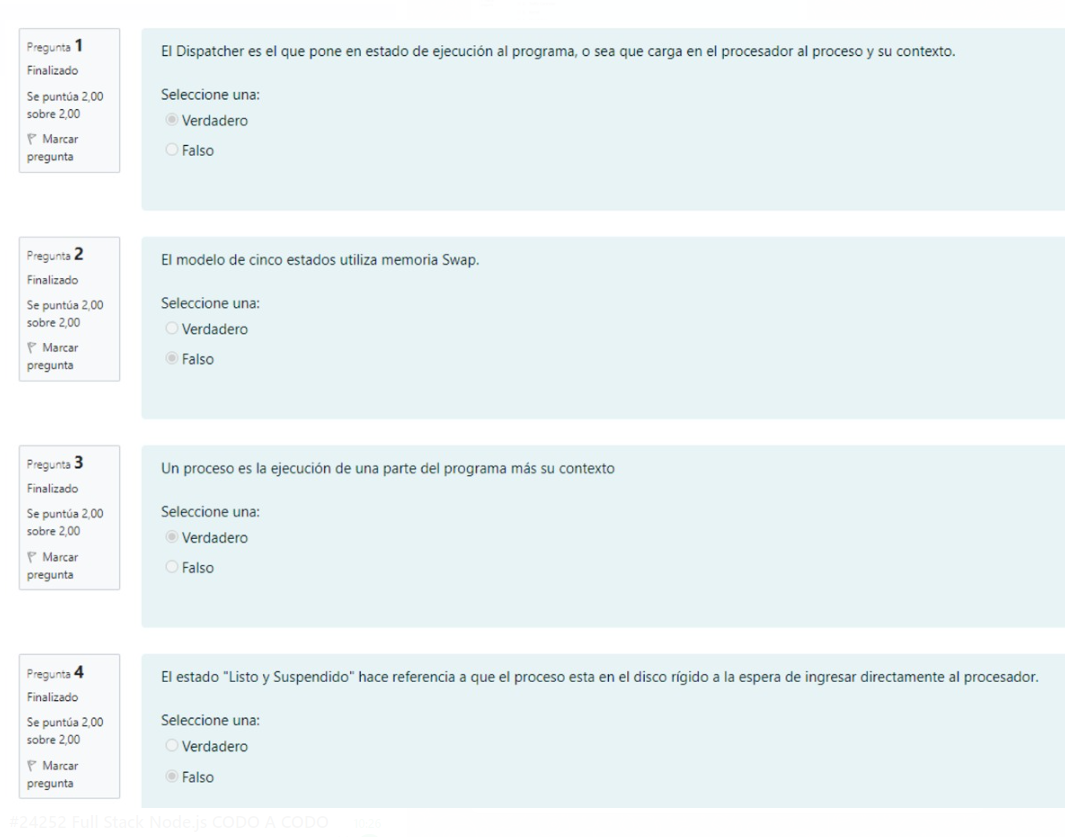 Pregunta 1
Finalizado
Se puntúa 2,00
sobre 2,00
Marcar
pregunta
El Dispatcher es el que pone en estado de ejecución al programa, o sea que carga en el procesador al proceso y su contexto.
Seleccione una:
Verdadero
Falso
Pregunta 2
Finalizado
Se puntúa 2,00
sobre 2,00
Marcar
pregunta
El modelo de cinco estados utiliza memoria Swap.
Seleccione una:
Verdadero
Falso
Pregunta 3
Finalizado
Se puntúa 2,00
sobre 2,00
Marcar
pregunta
Un proceso es la ejecución de una parte del programa más su contexto
Seleccione una:
Verdadero
Falso
Pregunta 4
Finalizado
Se puntúa 2,00
sobre 2,00
Marcar
pregunta
El estado "Listo y Suspendido" hace referencia a que el proceso esta en el disco rígido a la espera de ingresar directamente al procesador.
Seleccione una:
Verdadero
Falso
#24252 Full Stack Node.js CODO A CODO